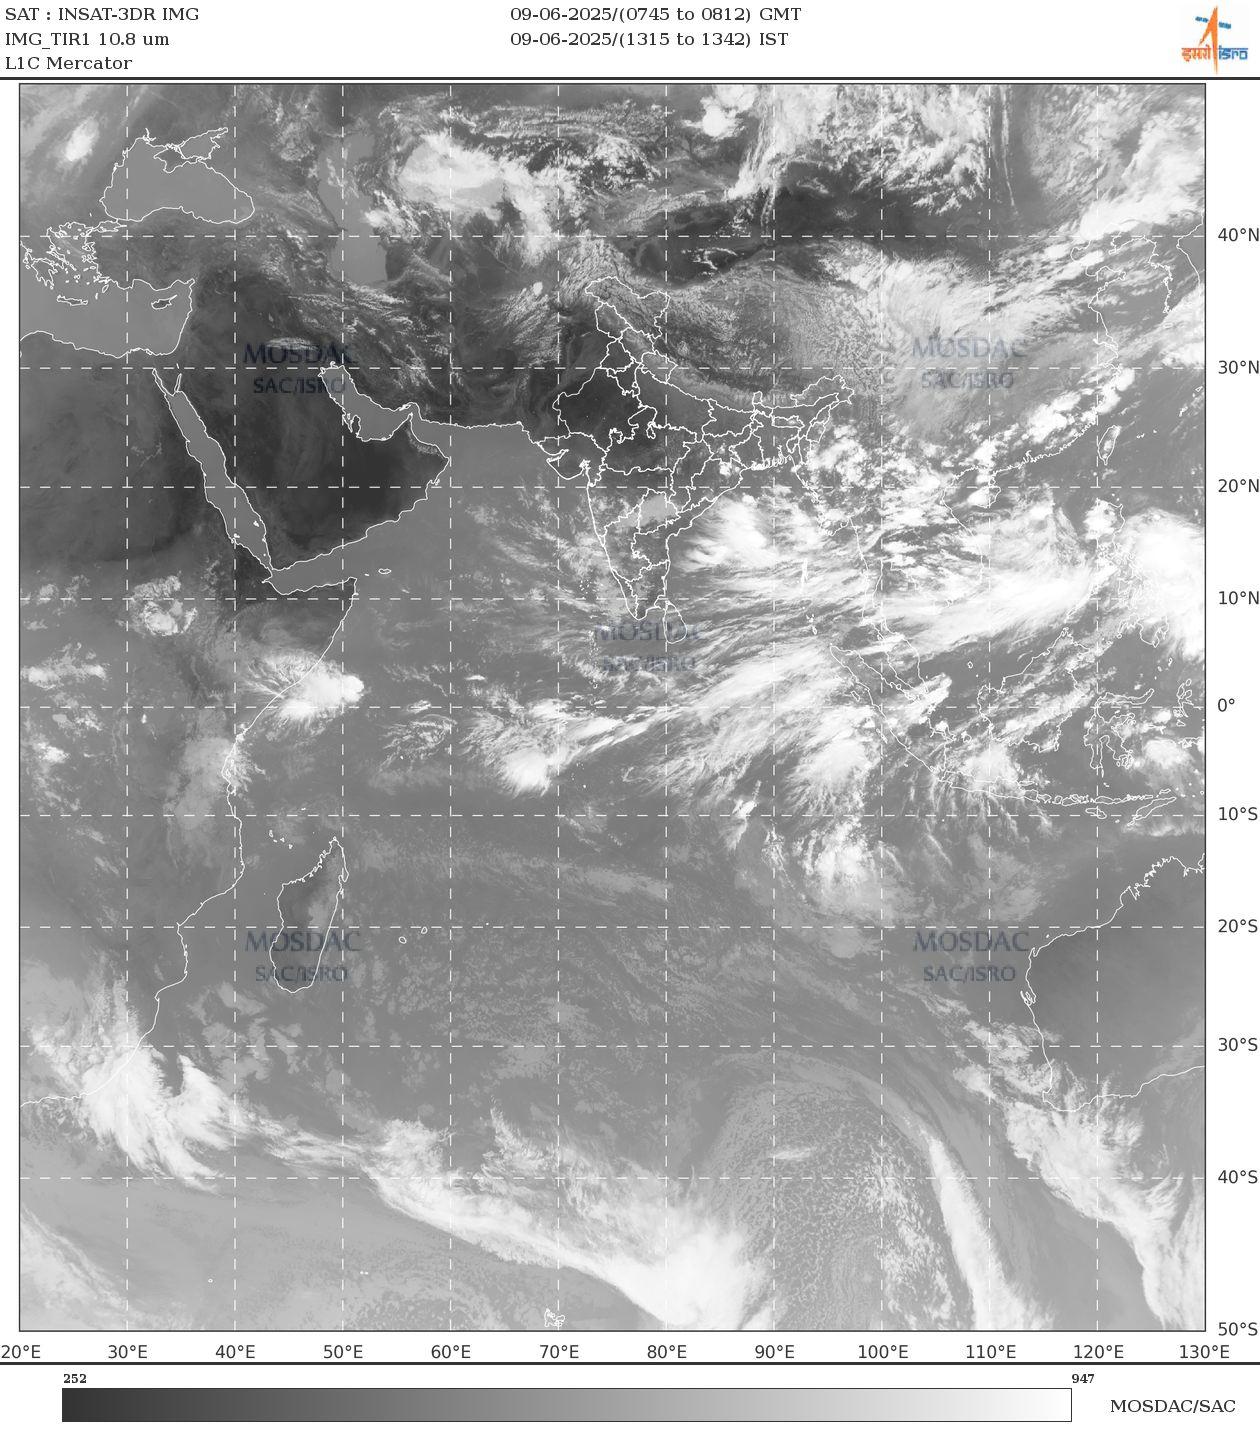 SAT : INSAT-3DR IMG
IMG_TIR1 10.8 um
L1C Mercator
09-06-2025/(0745 to 0812) GMT
09-06-2025/(1315 to 1342) IST
इसरो isro
40°N
MOSDAC
SAC/ISRO
MOSDAC
SAC/ISRO
30°N
20°N
10°N
MOSDAC
SAC/ISRO
0°
10°S
MOSDAC
SAC/ISRO
MOSDAC
SAC/ISRO
20°S
30°S
40°S
50°S
20°E 30°E 40°E 50°E 60°E 70°E 80°E 90°E 100°E 110°E 120°E 130°E
252
947
MOSDAC/SAC